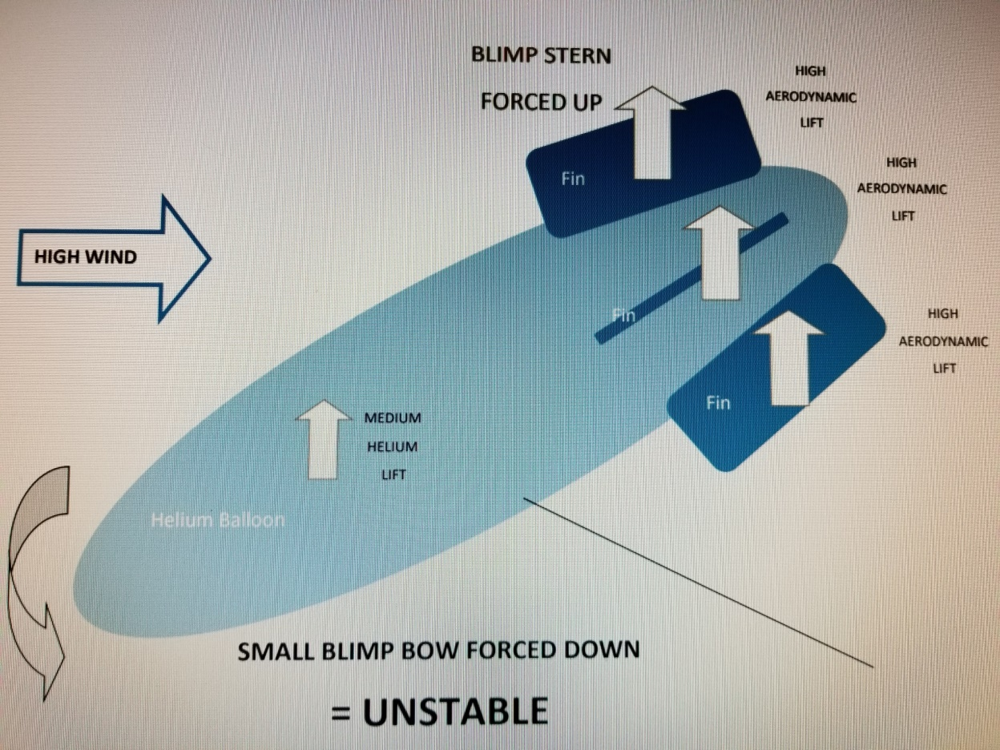 BLIMP STERN
FORCED UP
HIGH
AERODYNAMIC
LIFT
Fin
HIGH
AERODYNAMIC
LIFT
HIGH WIND
Fin
HIGH
AERODYNAMIC
LIFT
Fin
MEDIUM
HELIUM
LIFT
Helium Balloon
SMALL BLIMP BOW FORCED DOWN
= UNSTABLE